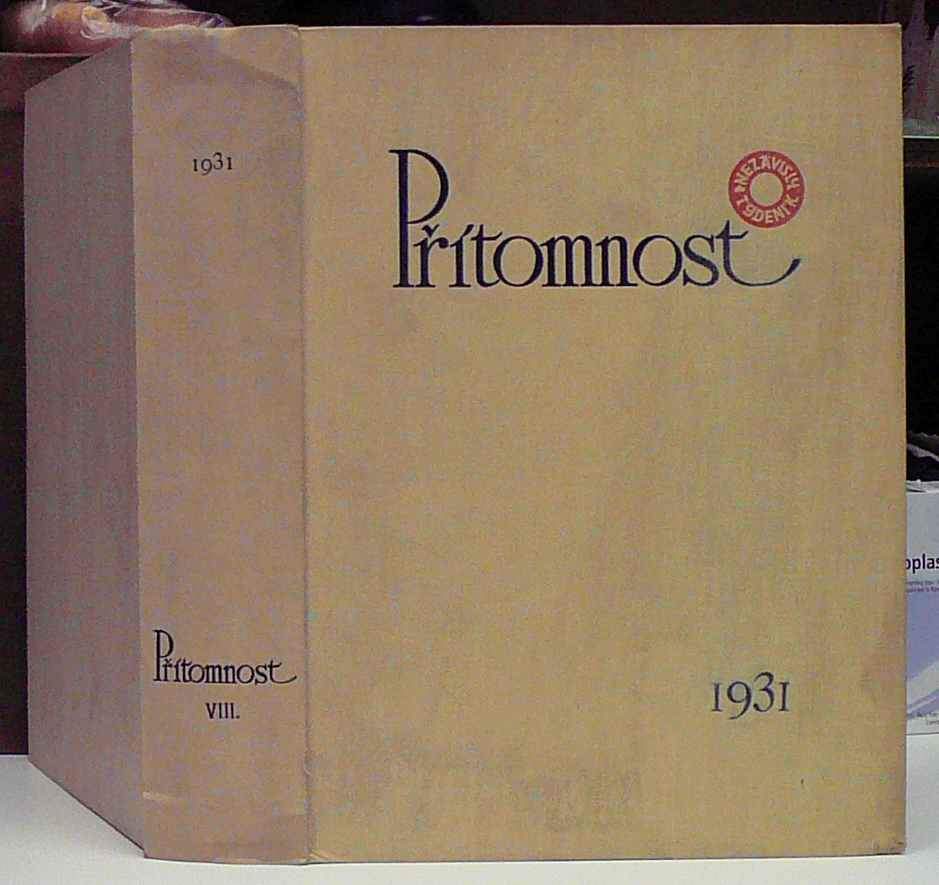 1931
Přítomnost
VIII.
Přítomnost
NEZÁVISLÝ
TÝDENÍK
1931